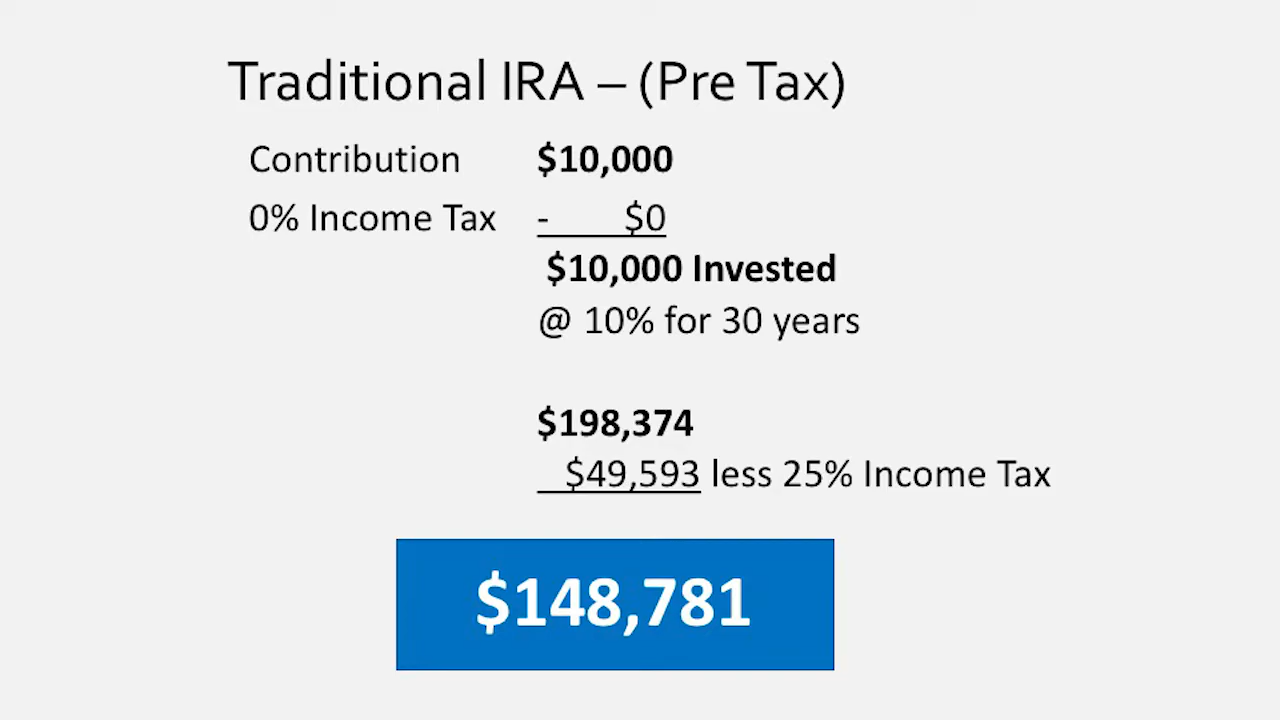 Traditional IRA – (Pre Tax)
Contribution $10,000
0% Income Tax - $0
$10,000 Invested
@ 10% for 30 years
$198,374
$49,593 less 25% Income Tax
$148,781